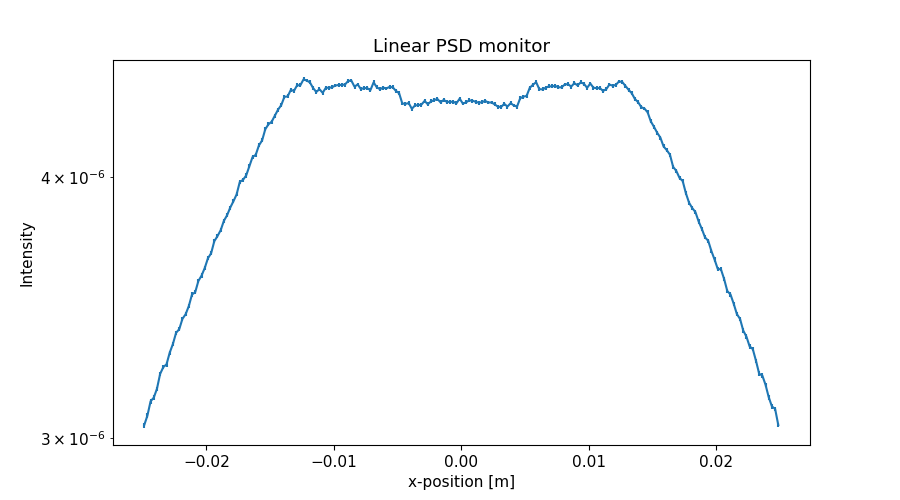 Linear PSD monitor
4 × 10⁻⁶
Intensity
3 × 10⁻⁶
−0.02 −0.01 0.00 0.01 0.02
x-position [m]